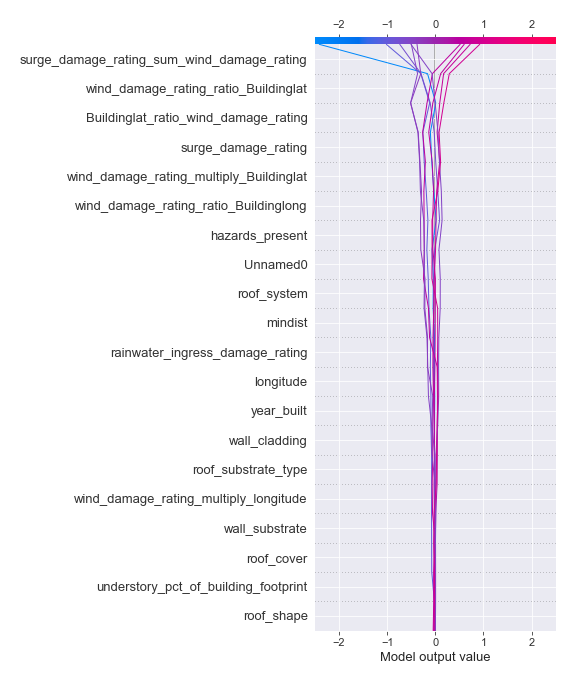 −2 −1 0 1 2
surge_damage_rating_sum_wind_damage_rating
wind_damage_rating_ratio_Buildinglat
Buildinglat_ratio_wind_damage_rating
surge_damage_rating
wind_damage_rating_multiply_Buildinglat
wind_damage_rating_ratio_Buildinglong
hazards_present
Unnamed0
roof_system
mindist
rainwater_ingress_damage_rating
longitude
year_built
wall_cladding
roof_substrate_type
wind_damage_rating_multiply_longitude
wall_substrate
roof_cover
understory_pct_of_building_footprint
roof_shape
−2 −1 0 1 2
Model output value